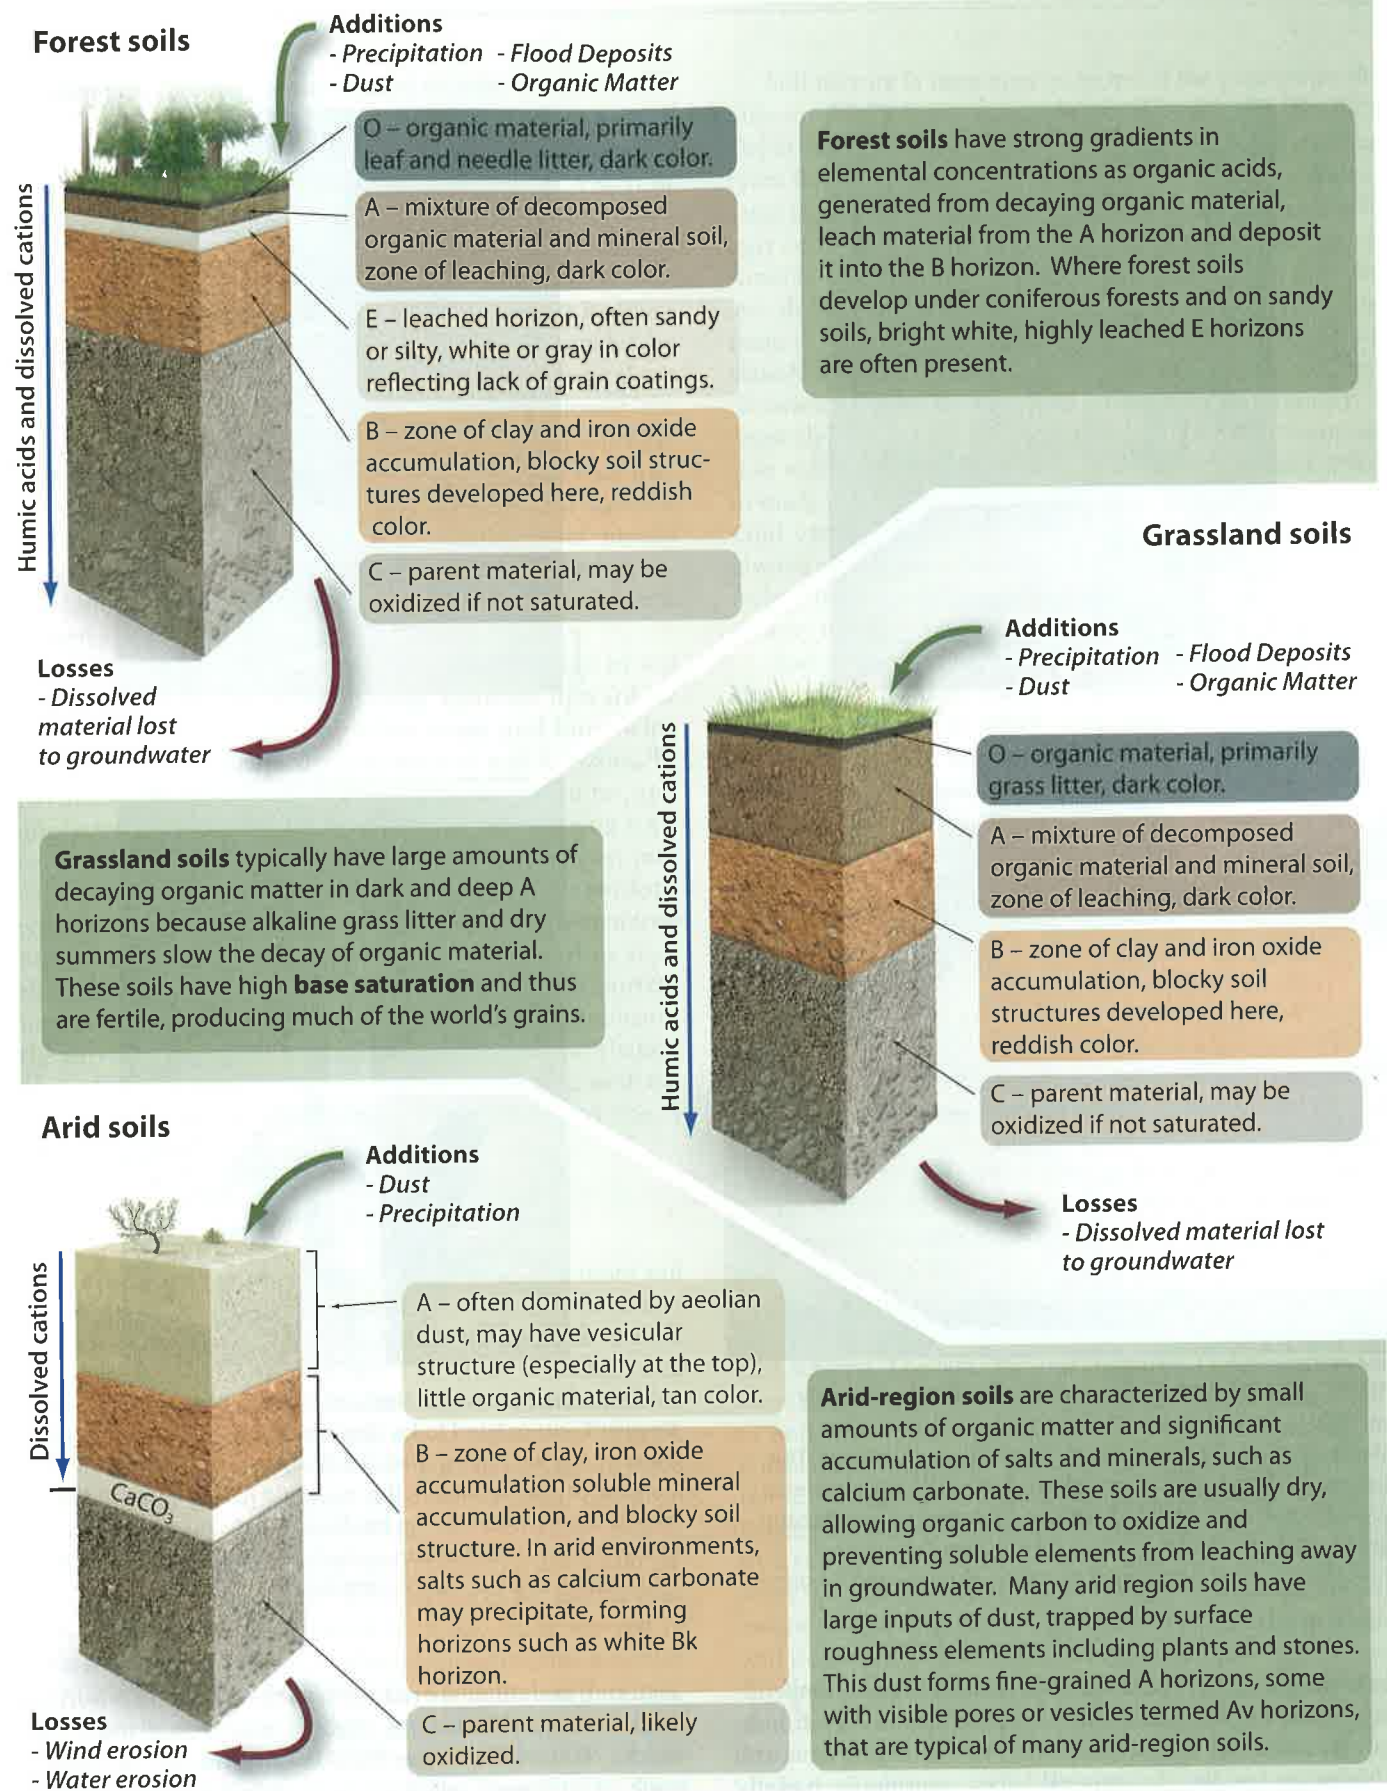 Forest soils
Additions
- Precipitation - Flood Deposits
- Dust - Organic Matter
O – organic material, primarily
leaf and needle litter, dark color.
A – mixture of decomposed
organic material and mineral soil,
zone of leaching, dark color.
E – leached horizon, often sandy
or silty, white or gray in color
reflecting lack of grain coatings.
B – zone of clay and iron oxide
accumulation, blocky soil struc-
tures developed here, reddish
color.
C – parent material, may be
oxidized if not saturated.
Humic acids and dissolved cations
Losses
- Dissolved
material lost
to groundwater
Forest soils have strong gradients in
elemental concentrations as organic acids,
generated from decaying organic material,
leach material from the A horizon and deposit
it into the B horizon. Where forest soils
develop under coniferous forests and on sandy
soils, bright white, highly leached E horizons
are often present.
Grassland soils
Additions
- Precipitation - Flood Deposits
- Dust - Organic Matter
O – organic material, primarily
grass litter, dark color.
A – mixture of decomposed
organic material and mineral soil,
zone of leaching, dark color.
B – zone of clay and iron oxide
accumulation, blocky soil
structures developed here,
reddish color.
C – parent material, may be
oxidized if not saturated.
Humic acids and dissolved cations
Losses
- Dissolved material lost
to groundwater
Grassland soils typically have large amounts of
decaying organic matter in dark and deep A
horizons because alkaline grass litter and dry
summers slow the decay of organic material.
These soils have high base saturation and thus
are fertile, producing much of the world's grains.
Arid soils
Additions
- Dust
- Precipitation
Dissolved cations
CaCO₃
A – often dominated by aeolian
dust, may have vesicular
structure (especially at the top),
little organic material, tan color.
B – zone of clay, iron oxide
accumulation soluble mineral
accumulation, and blocky soil
structure. In arid environments,
salts such as calcium carbonate
may precipitate, forming
horizons such as white Bk
horizon.
C – parent material, likely
oxidized.
Losses
- Wind erosion
- Water erosion
Arid-region soils are characterized by small
amounts of organic matter and significant
accumulation of salts and minerals, such as
calcium carbonate. These soils are usually dry,
allowing organic carbon to oxidize and
preventing soluble elements from leaching away
in groundwater. Many arid region soils have
large inputs of dust, trapped by surface
roughness elements including plants and stones.
This dust forms fine-grained A horizons, some
with visible pores or vesicles termed Av horizons,
that are typical of many arid-region soils.